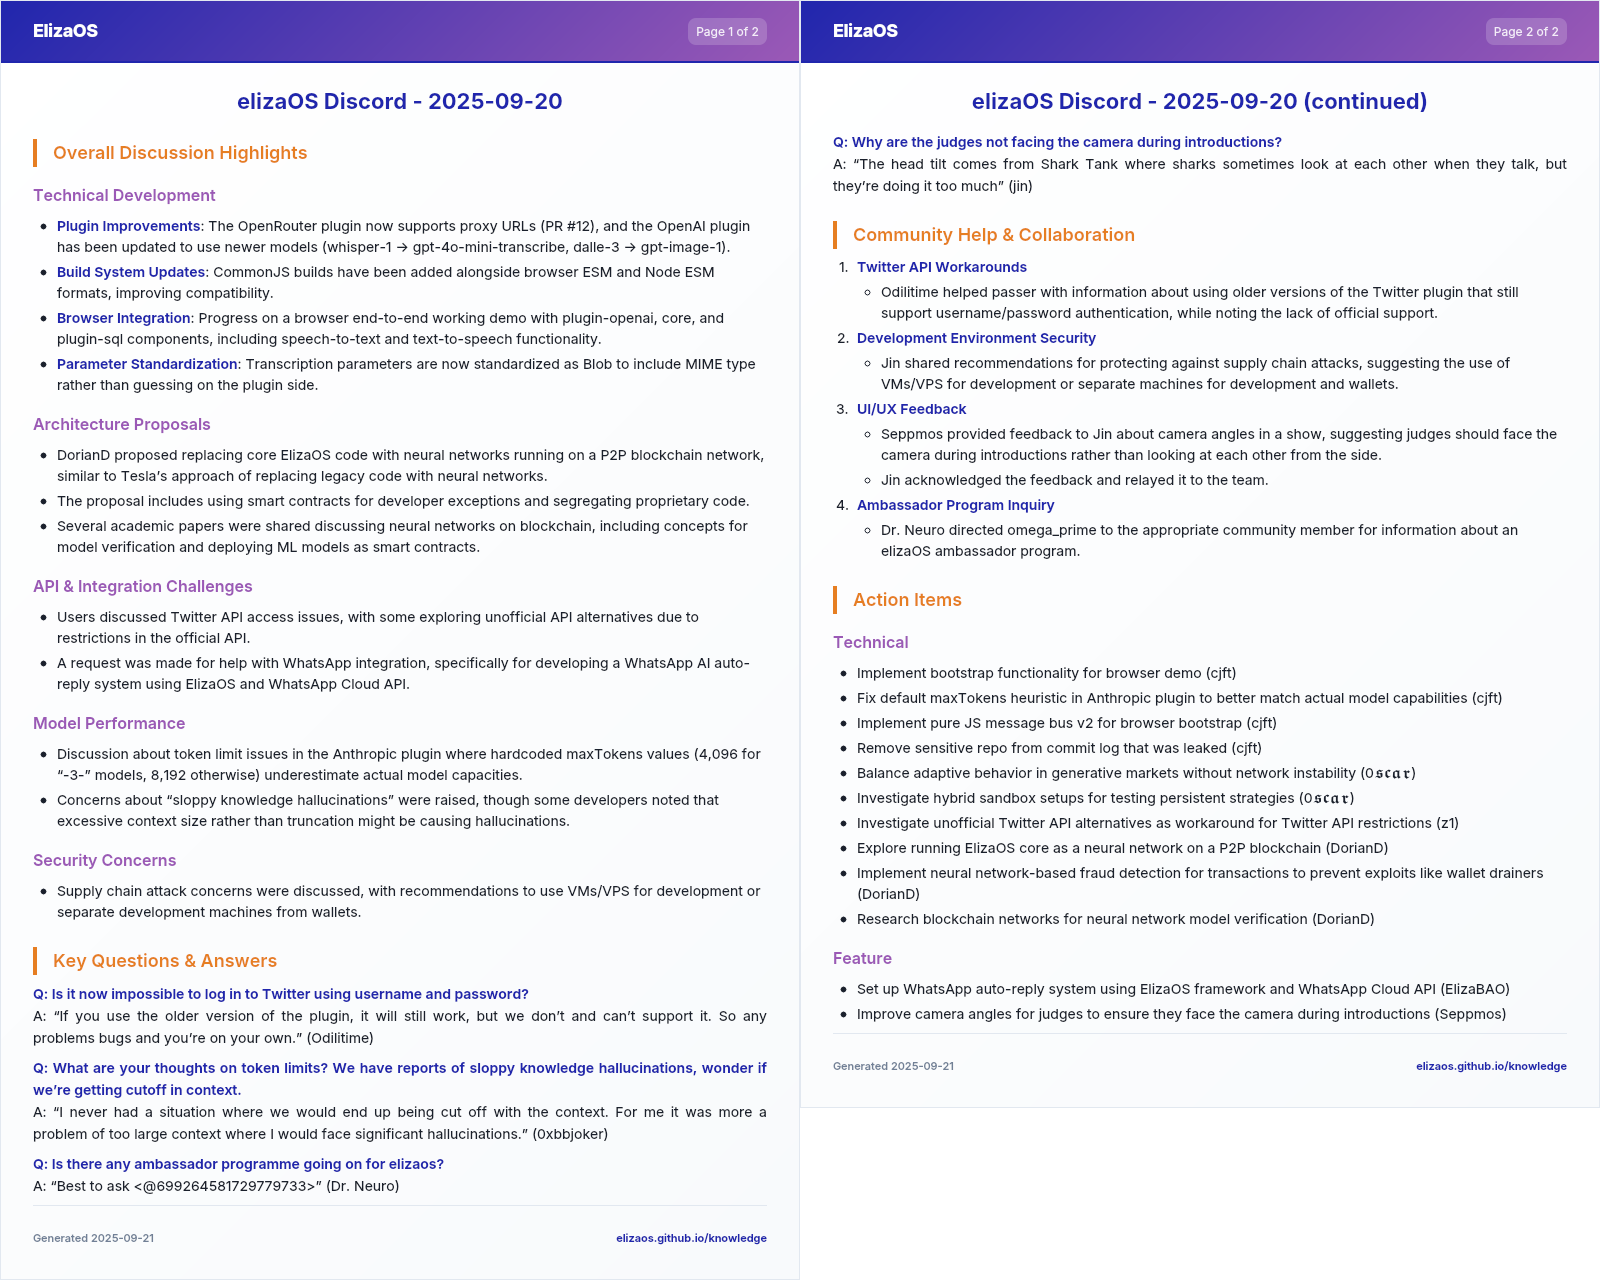 ElizaOS
Page 1 of 2
elizaOS Discord - 2025-09-20
Overall Discussion Highlights
Technical Development
• Plugin Improvements: The OpenRouter plugin now supports proxy URLs (PR #12), and the OpenAI plugin
has been updated to use newer models (whisper-1 → gpt-4o-mini-transcribe, dalle-3 → gpt-image-1).
• Build System Updates: CommonJS builds have been added alongside browser ESM and Node ESM
formats, improving compatibility.
• Browser Integration: Progress on a browser end-to-end working demo with plugin-openai, core, and
plugin-sql components, including speech-to-text and text-to-speech functionality.
• Parameter Standardization: Transcription parameters are now standardized as Blob to include MIME type
rather than guessing on the plugin side.
Architecture Proposals
• DorianD proposed replacing core ElizaOS code with neural networks running on a P2P blockchain network,
similar to Tesla’s approach of replacing legacy code with neural networks.
• The proposal includes using smart contracts for developer exceptions and segregating proprietary code.
• Several academic papers were shared discussing neural networks on blockchain, including concepts for
model verification and deploying ML models as smart contracts.
API & Integration Challenges
• Users discussed Twitter API access issues, with some exploring unofficial API alternatives due to
restrictions in the official API.
• A request was made for help with WhatsApp integration, specifically for developing a WhatsApp AI auto-
reply system using ElizaOS and WhatsApp Cloud API.
Model Performance
• Discussion about token limit issues in the Anthropic plugin where hardcoded maxTokens values (4,096 for
“-3-” models, 8,192 otherwise) underestimate actual model capacities.
• Concerns about “sloppy knowledge hallucinations” were raised, though some developers noted that
excessive context size rather than truncation might be causing hallucinations.
Security Concerns
• Supply chain attack concerns were discussed, with recommendations to use VMs/VPS for development or
separate development machines from wallets.
Key Questions & Answers
Q: Is it now impossible to log in to Twitter using username and password?
A: “If you use the older version of the plugin, it will still work, but we don’t and can’t support it. So any
problems bugs and you’re on your own.” (Odilitime)
Q: What are your thoughts on token limits? We have reports of sloppy knowledge hallucinations, wonder if
we’re getting cutoff in context.
A: “I never had a situation where we would end up being cut off with the context. For me it was more a
problem of too large context where I would face significant hallucinations.” (0xbbjoker)
Q: Is there any ambassador programme going on for elizaos?
A: “Best to ask <@699264581729779733>” (Dr. Neuro)
Generated 2025-09-21
elizaos.github.io/knowledge
ElizaOS
Page 2 of 2
elizaOS Discord - 2025-09-20 (continued)
Q: Why are the judges not facing the camera during introductions?
A: “The head tilt comes from Shark Tank where sharks sometimes look at each other when they talk, but
they’re doing it too much” (jin)
Community Help & Collaboration
1. Twitter API Workarounds
◦ Odilitime helped passer with information about using older versions of the Twitter plugin that still
support username/password authentication, while noting the lack of official support.
2. Development Environment Security
◦ Jin shared recommendations for protecting against supply chain attacks, suggesting the use of
VMs/VPS for development or separate machines for development and wallets.
3. UI/UX Feedback
◦ Seppmos provided feedback to Jin about camera angles in a show, suggesting judges should face the
camera during introductions rather than looking at each other from the side.
◦ Jin acknowledged the feedback and relayed it to the team.
4. Ambassador Program Inquiry
◦ Dr. Neuro directed omega_prime to the appropriate community member for information about an
elizaOS ambassador program.
Action Items
Technical
• Implement bootstrap functionality for browser demo (cjft)
• Fix default maxTokens heuristic in Anthropic plugin to better match actual model capabilities (cjft)
• Implement pure JS message bus v2 for browser bootstrap (cjft)
• Remove sensitive repo from commit log that was leaked (cjft)
• Balance adaptive behavior in generative markets without network instability (0𝖘𝖈𝖆𝖗)
• Investigate hybrid sandbox setups for testing persistent strategies (0𝖘𝖈𝖆𝖗)
• Investigate unofficial Twitter API alternatives as workaround for Twitter API restrictions (z1)
• Explore running ElizaOS core as a neural network on a P2P blockchain (DorianD)
• Implement neural network-based fraud detection for transactions to prevent exploits like wallet drainers
(DorianD)
• Research blockchain networks for neural network model verification (DorianD)
Feature
• Set up WhatsApp auto-reply system using ElizaOS framework and WhatsApp Cloud API (ElizaBAO)
• Improve camera angles for judges to ensure they face the camera during introductions (Seppmos)
Generated 2025-09-21
elizaos.github.io/knowledge